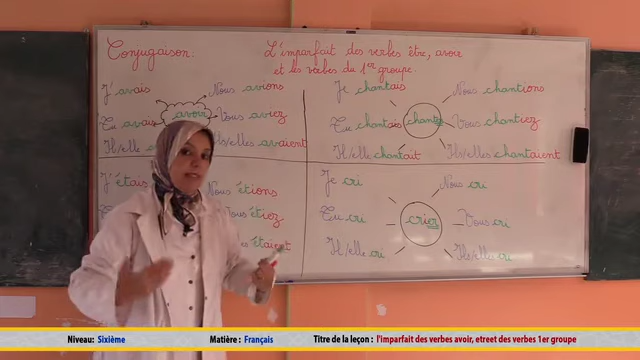 Conjugaison: L'imparfait des verbes être, avoir
et les verbes du 1er groupe.
J'avais Nous avions
avoir
Tu avais Vous aviez
Il/elle Ils/elles avaient
Je chantais Nous chantions
chanter
Tu chantais Vous chantiez
Il/elle chantait Ils/elles chantaient
J'étais Nous étions
Vous étiez
elles étaient
Je cri Nous cri
crier
Tu cri Vous cri
Il/elle cri Ils/elles cri
Niveau: Sixième Matière : Français Titre de la leçon : l'imparfait des verbes avoir, etreet des verbes 1er groupe